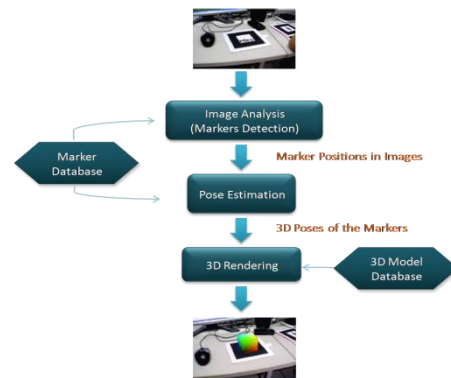 Image Analysis
(Markers Detection)
Marker
Database
Marker Positions in Images
Pose Estimation
3D Poses of the Markers
3D Rendering
3D Model
Database